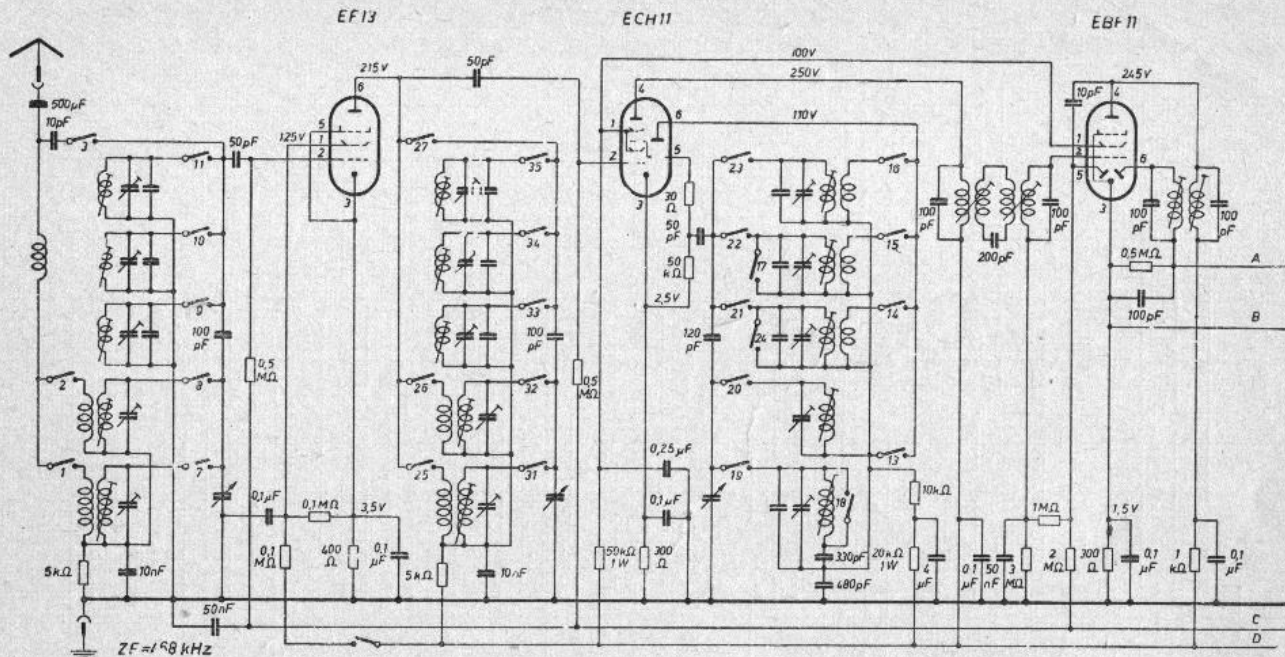 EF13
ECH11
EBF11
500µF
10pF
3
11
50pF
10
9
100 pF
0,5 MΩ
2
8
1
7
5kΩ
10nF
50nF
ZF=468 kHz
125V
215V
6
5
1
2
3
50pF
0,1µF
0,1MΩ
0,1 MΩ
3,5V
400 Ω
0,1 µF
27
35
34
33
100 pF
26
32
25
31
5kΩ
10nF
0,5 MΩ
100V
250V
110V
4
1
6
2
5
3
30 Ω
50 pF
50 kΩ
2,5V
0,25µF
0,1µF
50kΩ 1W
300 Ω
120 pF
23
16
22
17
15
21
24
14
20
13
19
18
330pF
480pF
10kΩ
20kΩ 1W
4 µF
100 pF
200pF
100 pF
0,1 µF
50 nF
3 MΩ
1MΩ
2 MΩ
10pF
245V
4
1
2
5
6
3
100 pF
100 pF
0,5MΩ
100pF
1,5V
300 Ω
0,1 µF
1 kΩ
0,1 µF
A
B
C
D